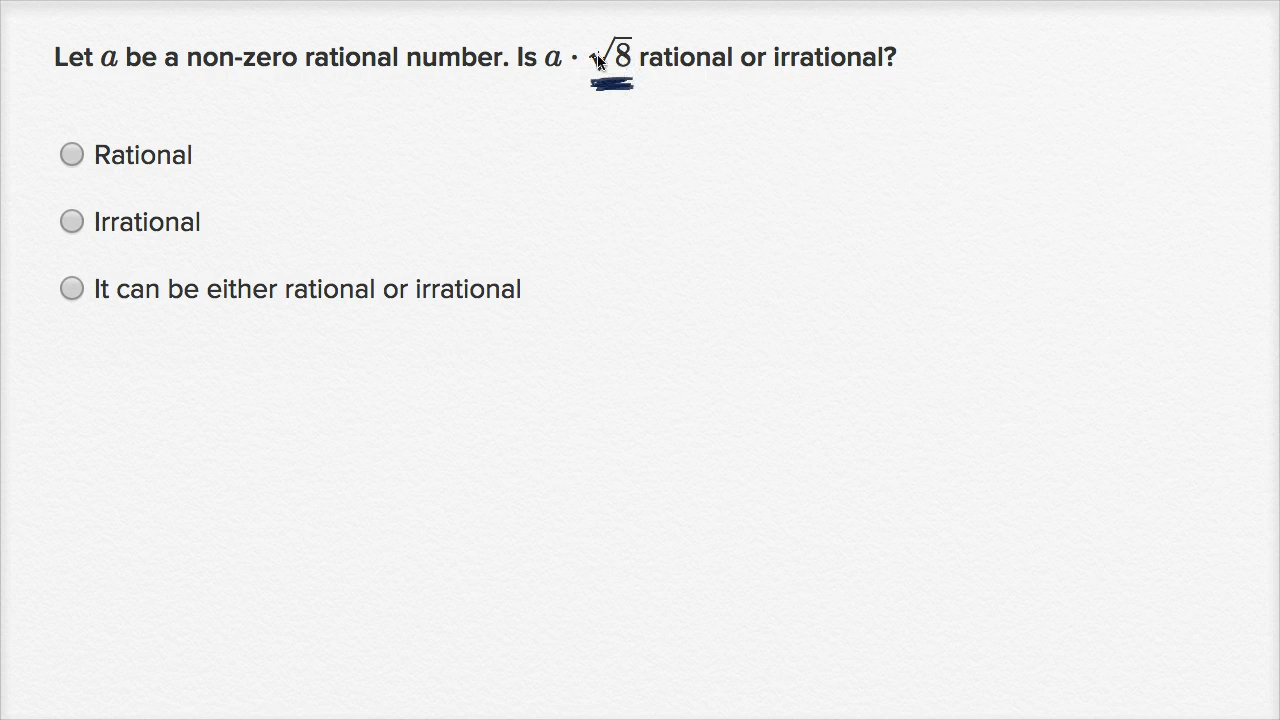 Let a be a non-zero rational number. Is a · √8 rational or irrational?
Rational
Irrational
It can be either rational or irrational